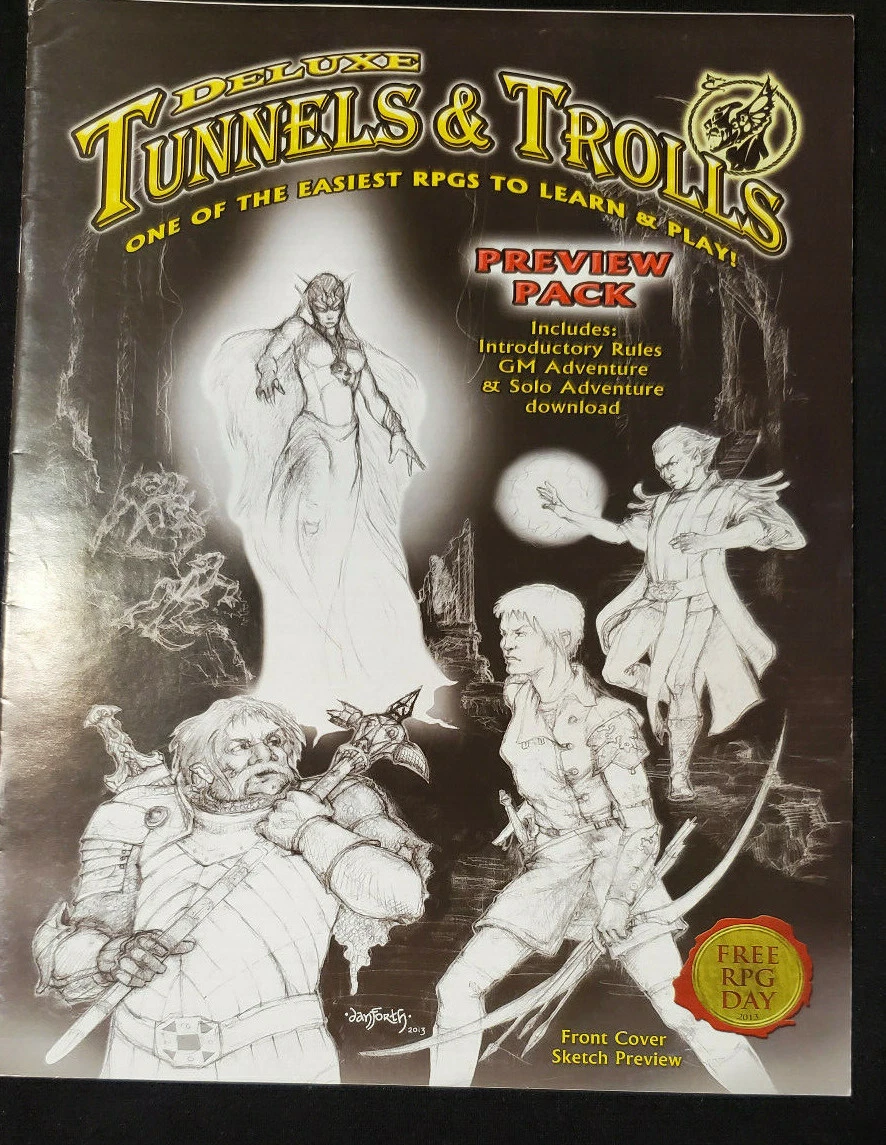 DELUXE
TUNNELS & TROLLS
ONE OF THE EASIEST RPGS TO LEARN & PLAY!
PREVIEW
PACK
Includes:
Introductory Rules
GM Adventure
& Solo Adventure
download
·danforth·
2013
FREE
RPG
DAY
2013
Front Cover
Sketch Preview